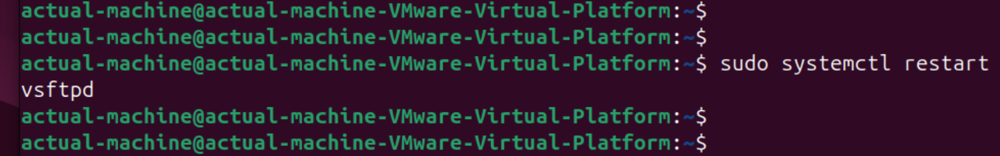 actual-machine@actual-machine-VMware-Virtual-Platform:~$
actual-machine@actual-machine-VMware-Virtual-Platform:~$
actual-machine@actual-machine-VMware-Virtual-Platform:~$ sudo systemctl restart
vsftpd
actual-machine@actual-machine-VMware-Virtual-Platform:~$
actual-machine@actual-machine-VMware-Virtual-Platform:~$